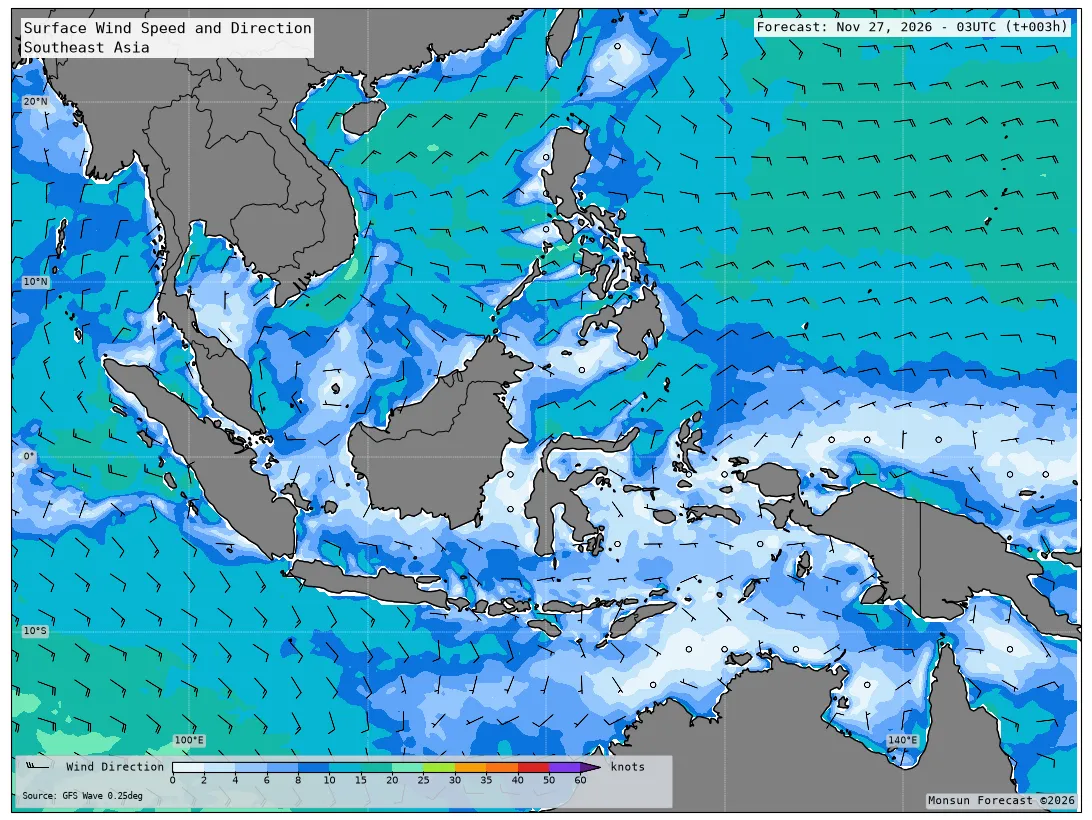 Surface Wind Speed and Direction
Southeast Asia
Forecast: Nov 27, 2026 - 03UTC (t+003h)
20°N
10°N
0°
10°S
100°E
140°E
Wind Direction
knots
0 2 4 6 8 10 15 20 25 30 35 40 50 60
Source: GFS Wave 0.25deg
Monsun Forecast ©2026